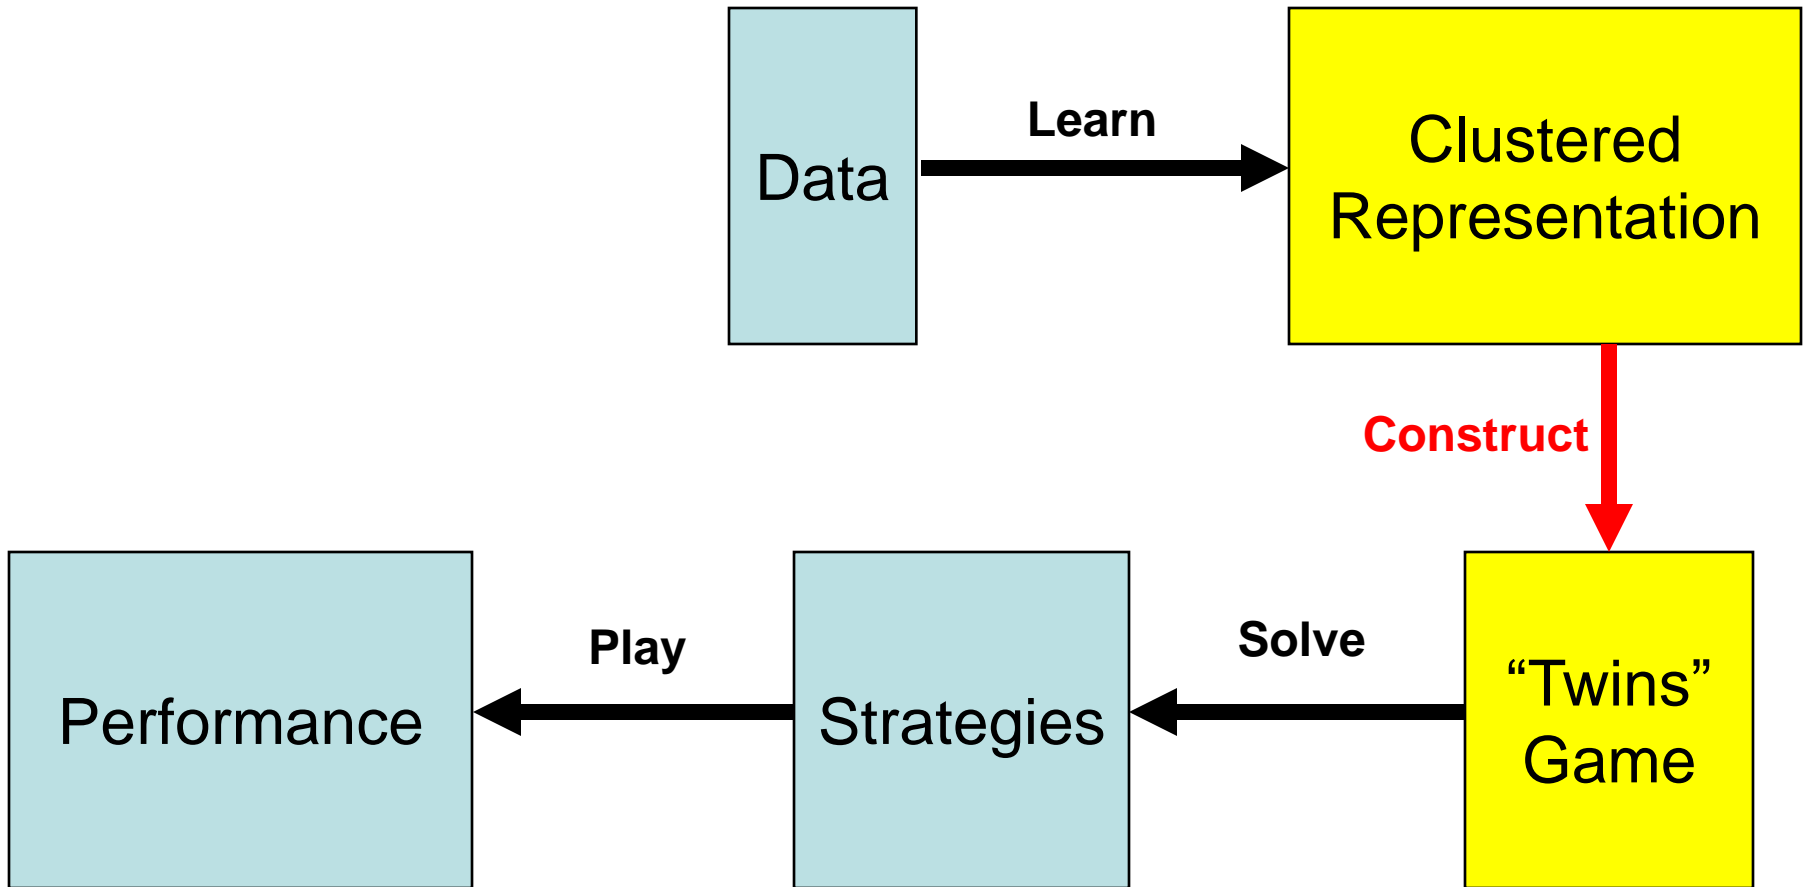 Data
Learn
Clustered
Representation
Construct
“Twins”
Game
Solve
Strategies
Play
Performance